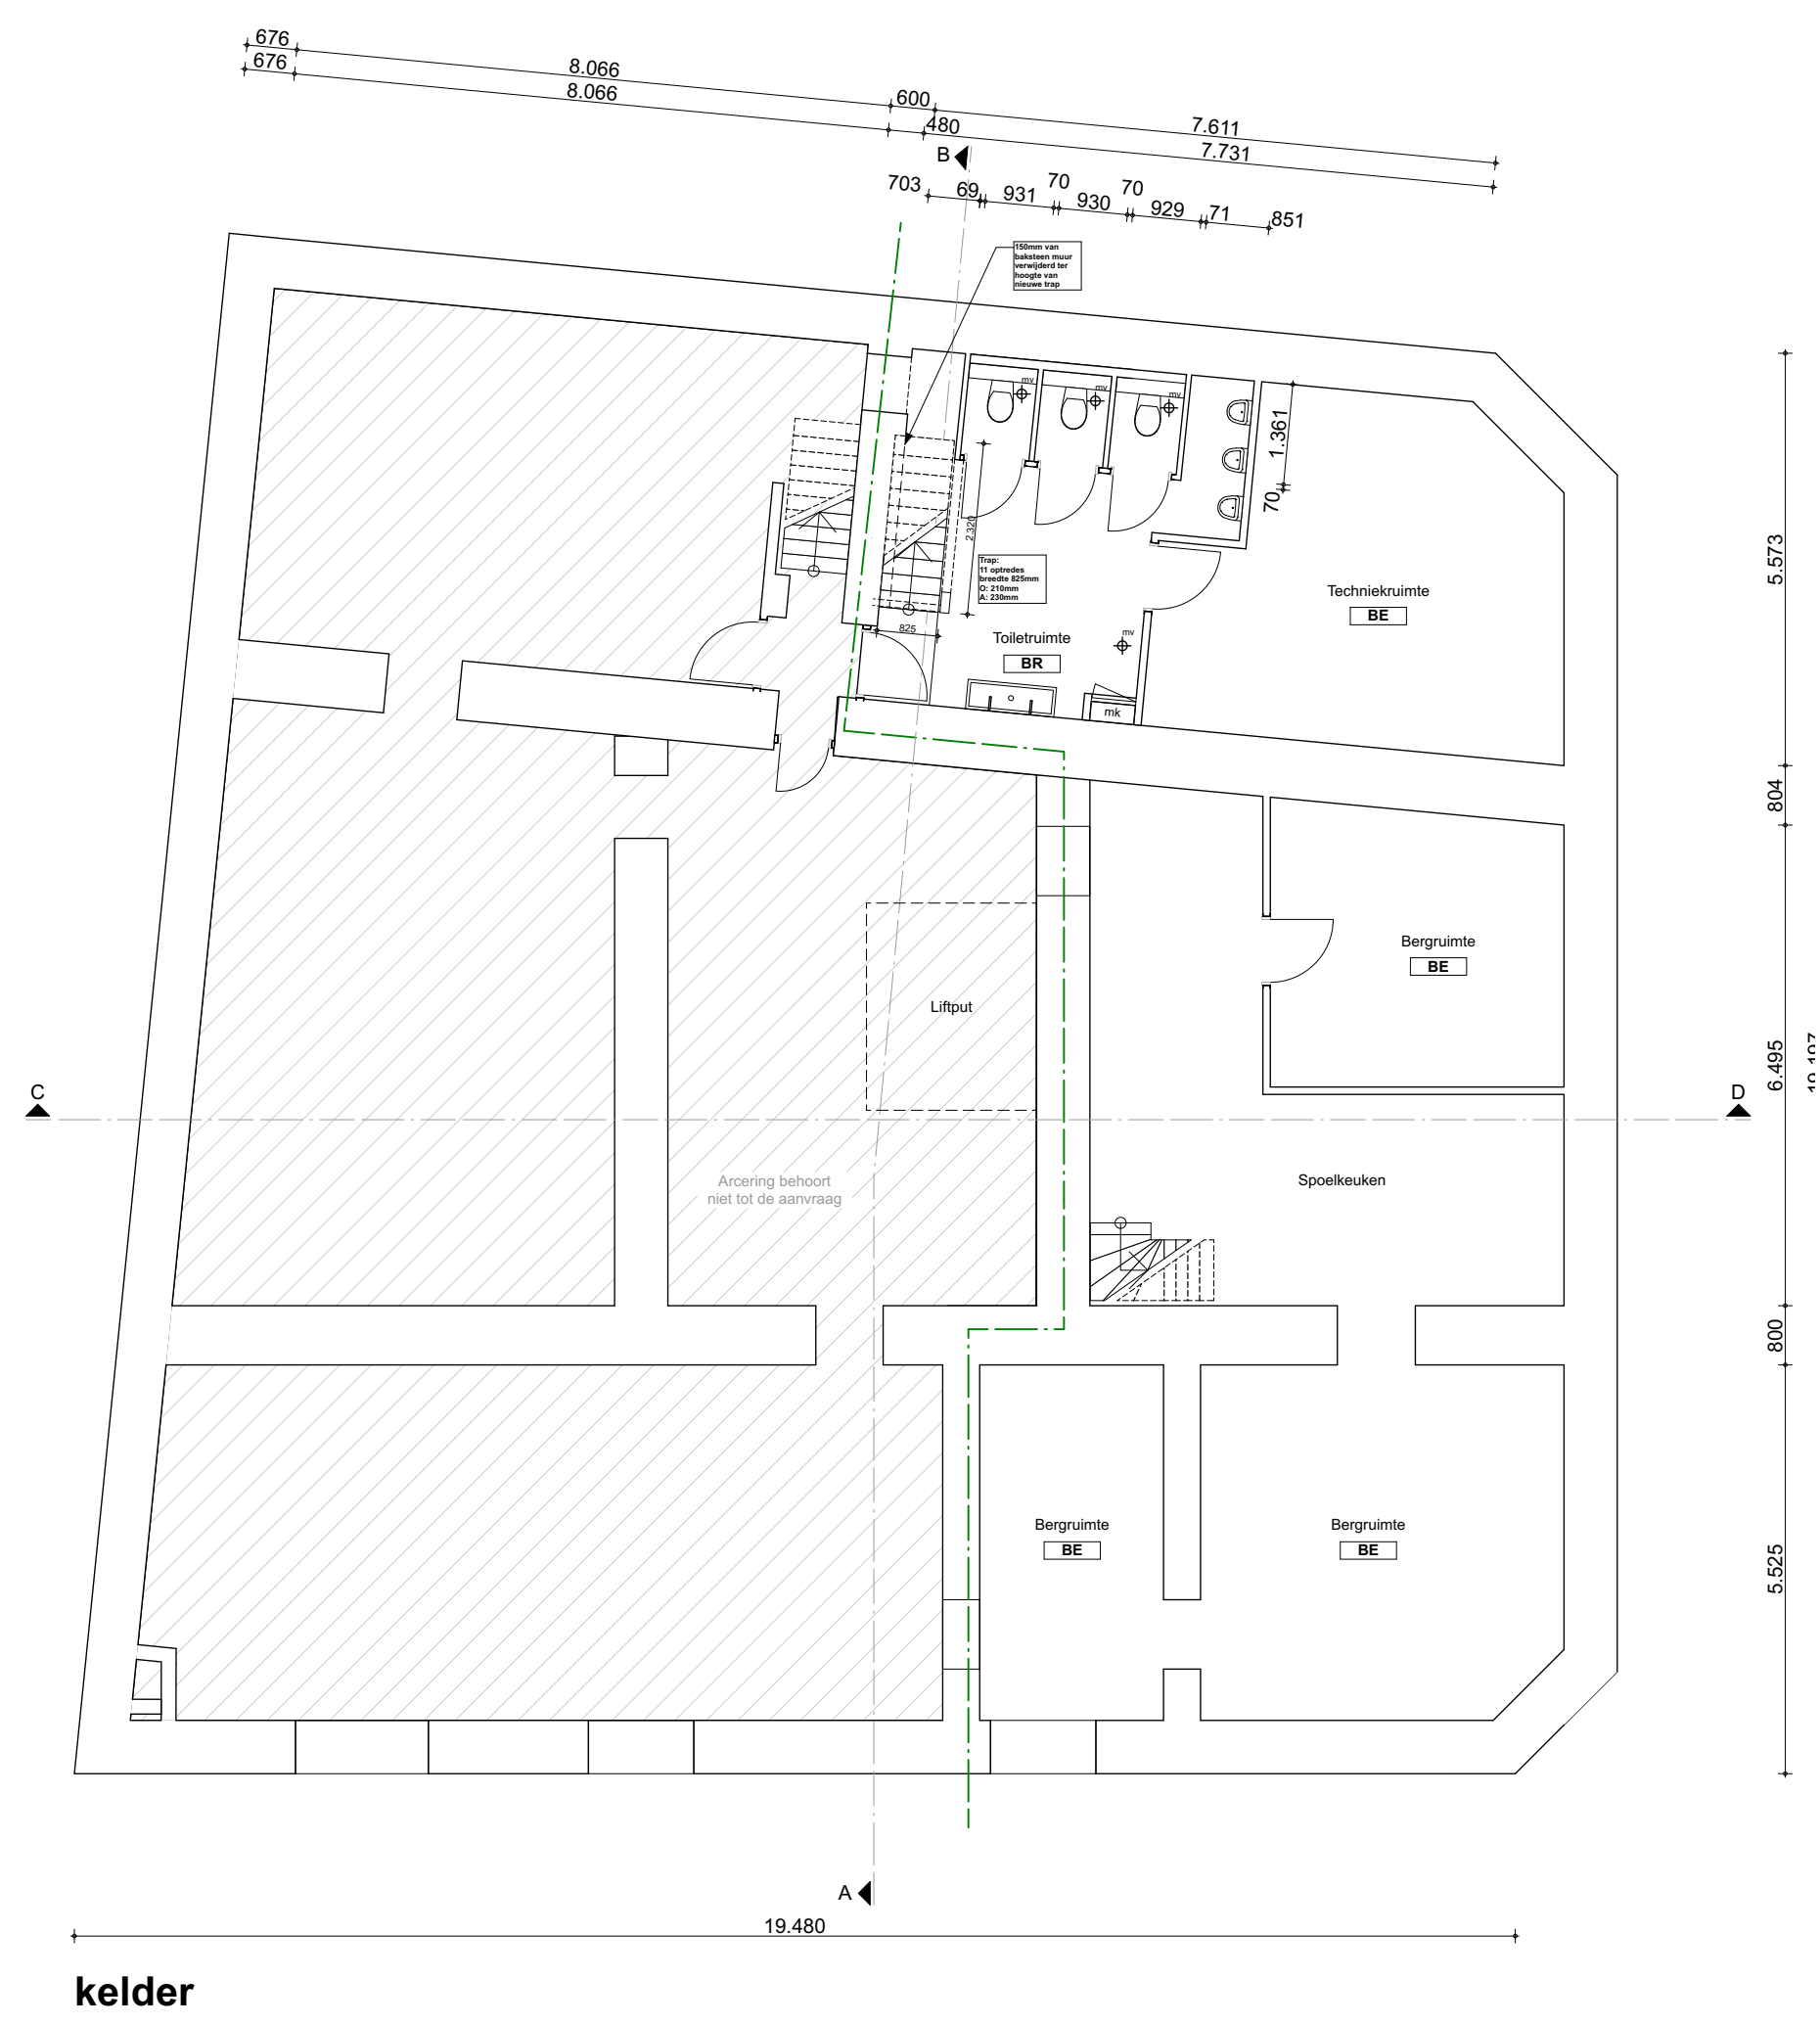 676
8.066
600
7.611
676
8.066
480
7.731
B
703
69
931
70
930
70
929
71
851
150mm van
baksteen muur
verwijderd ter
hoogte van
nieuwe trap
mv
mv
mv
1.361
70
2.320
Trap:
11 optredes
breedte 825mm
O: 210mm
A: 230mm
825
Toiletruimte
BR
mv
mk
Techniekruimte
BE
5.573
804
Bergruimte
BE
Liftput
6.495
C
D
Arcering behoort
niet tot de aanvraag
Spoelkeuken
800
Bergruimte
BE
Bergruimte
BE
5.525
A
19.480
kelder